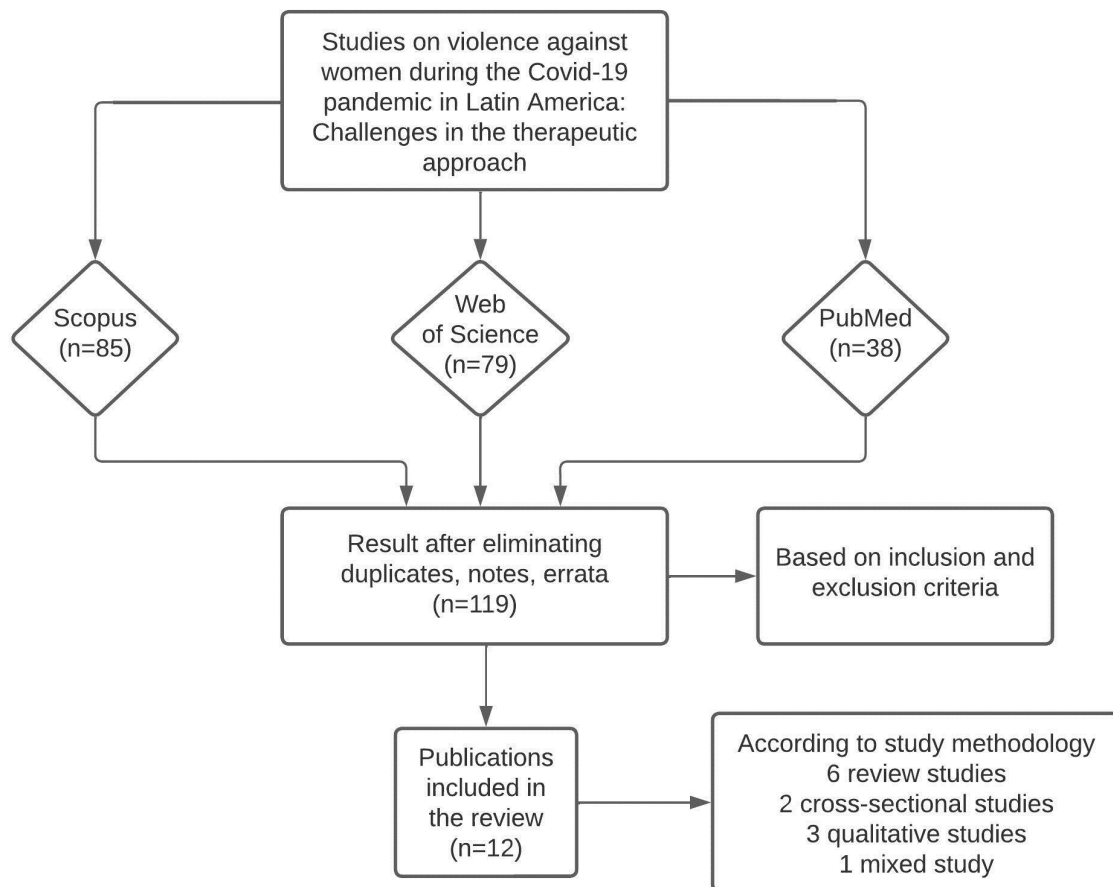 Studies on violence against
women during the Covid-19
pandemic in Latin America:
Challenges in the therapeutic
approach
Scopus
(n=85)
Web
of Science
(n=79)
PubMed
(n=38)
Result after eliminating
duplicates, notes, errata
(n=119)
Based on inclusion and
exclusion criteria
Publications
included in
the review
(n=12)
According to study methodology
6 review studies
2 cross-sectional studies
3 qualitative studies
1 mixed study